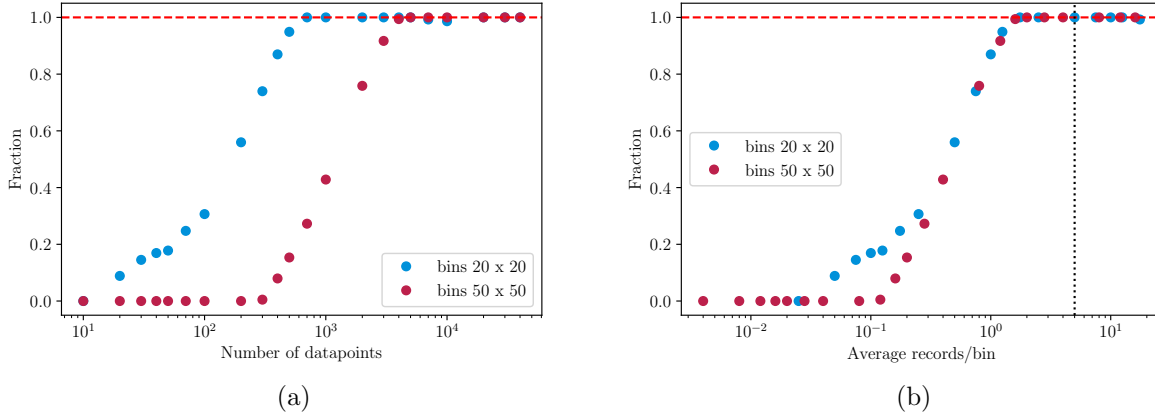 1.0
0.8
0.6
0.4
0.2
0.0
Fraction
bins 20 x 20
bins 50 x 50
10¹ 10² 10³ 10⁴
Number of datapoints
(a)
1.0
0.8
0.6
0.4
0.2
0.0
Fraction
bins 20 x 20
bins 50 x 50
10⁻² 10⁻¹ 10⁰ 10¹
Average records/bin
(b)